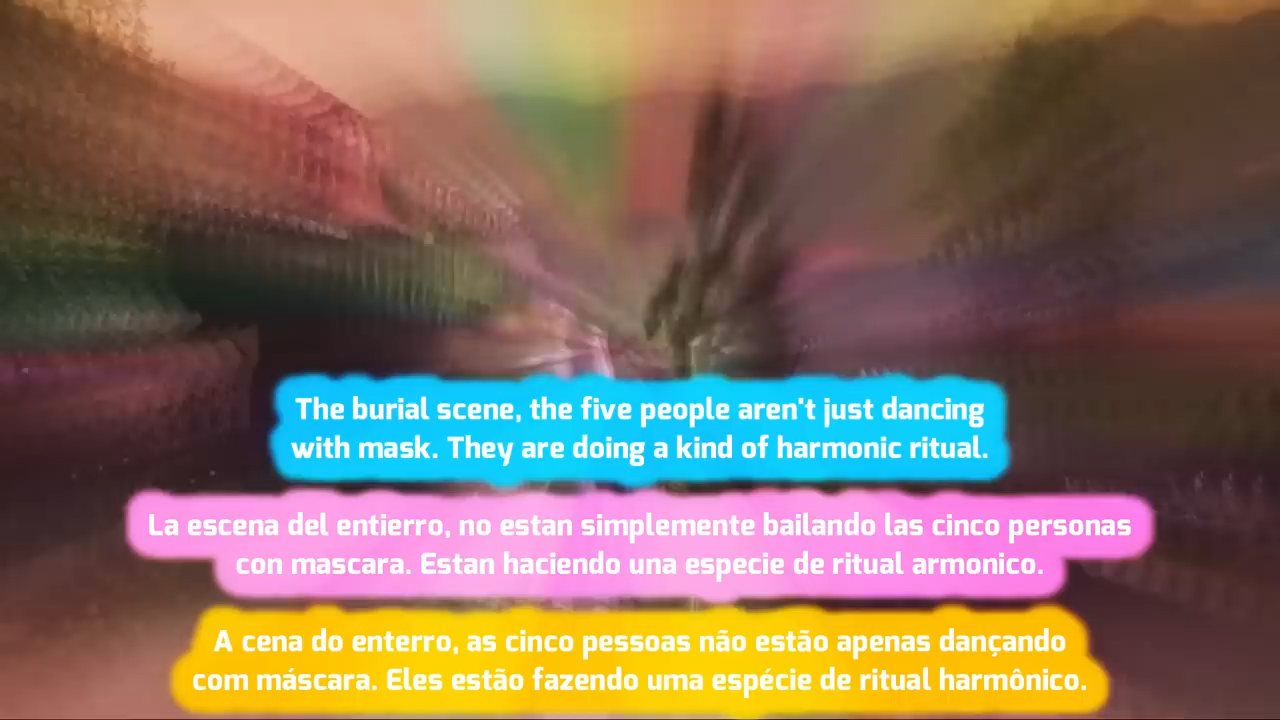 The burial scene, the five people aren't just dancing
with mask. They are doing a kind of harmonic ritual.
La escena del entierro, no estan simplemente bailando las cinco personas
con mascara. Estan haciendo una especie de ritual armonico.
A cena do enterro, as cinco pessoas não estão apenas dançando
com máscara. Eles estão fazendo uma espécie de ritual harmônico.